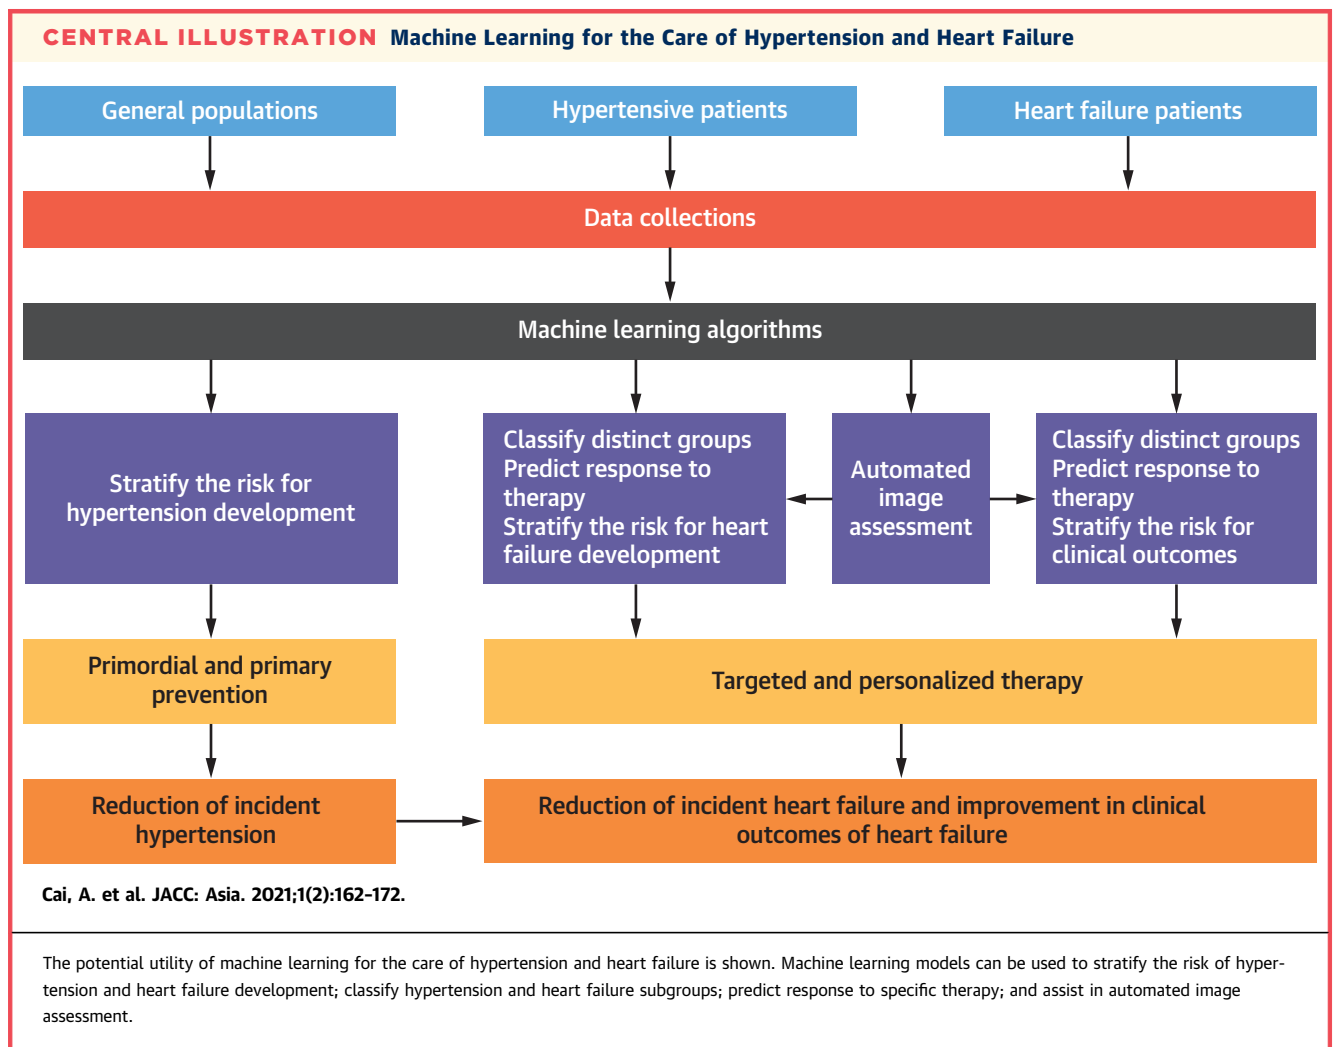 CENTRAL ILLUSTRATION Machine Learning for the Care of Hypertension and Heart Failure
General populations
Hypertensive patients
Heart failure patients
Data collections
Machine learning algorithms
Stratify the risk for
hypertension development
Classify distinct groups
Predict response to
therapy
Stratify the risk for heart
failure development
Automated
image
assessment
Classify distinct groups
Predict response to
therapy
Stratify the risk for
clinical outcomes
Primordial and primary
prevention
Targeted and personalized therapy
Reduction of incident
hypertension
Reduction of incident heart failure and improvement in clinical
outcomes of heart failure
Cai, A. et al. JACC: Asia. 2021;1(2):162–172.
The potential utility of machine learning for the care of hypertension and heart failure is shown. Machine learning models can be used to stratify the risk of hyper-
tension and heart failure development; classify hypertension and heart failure subgroups; predict response to specific therapy; and assist in automated image
assessment.